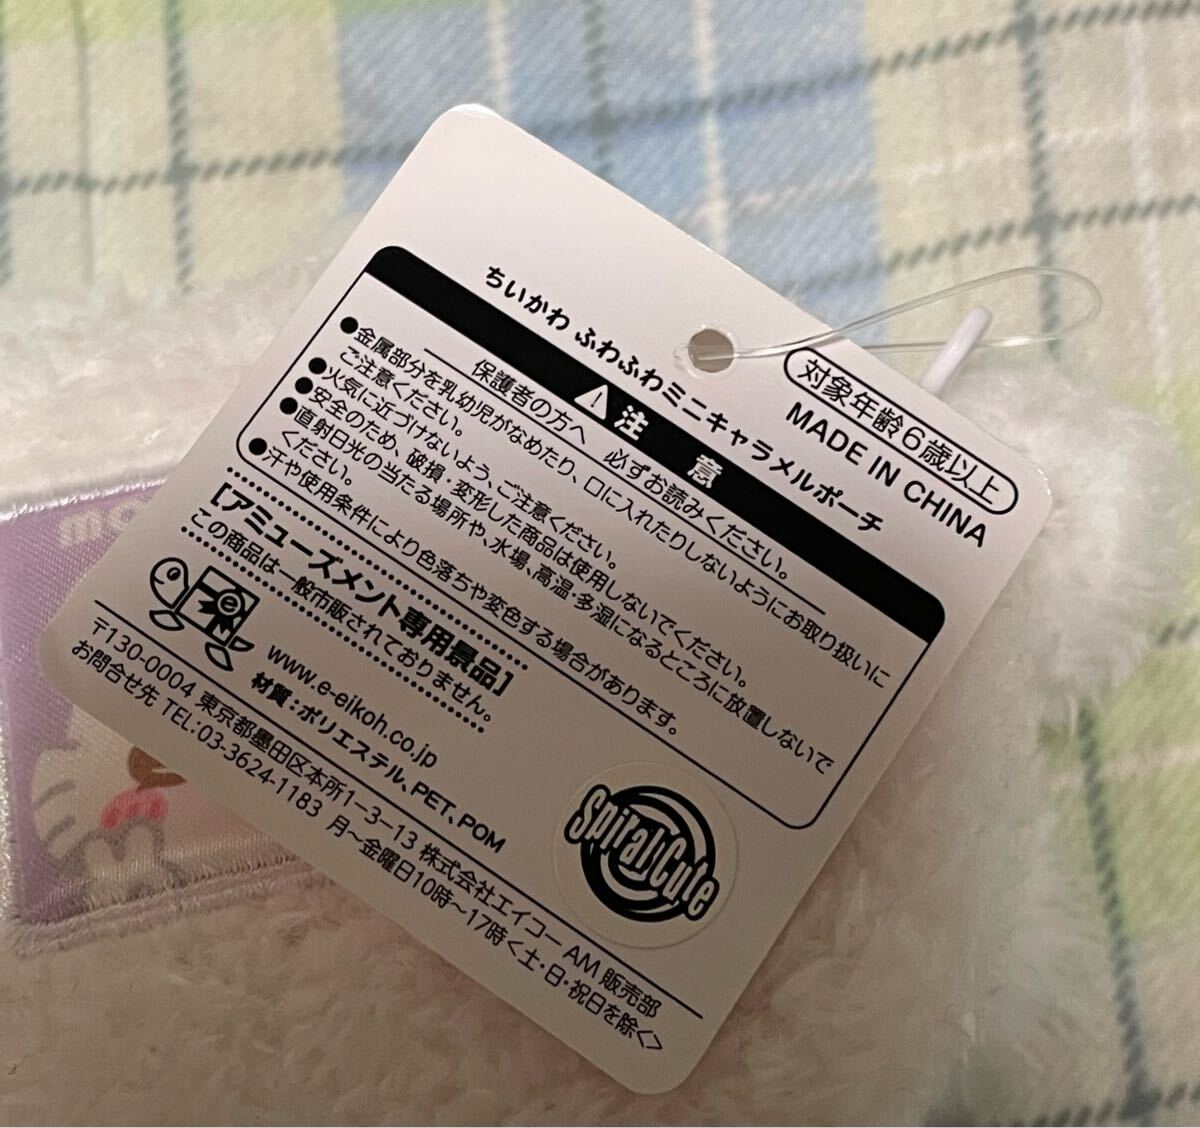 対象年齢6歳以上
MADE IN CHINA
ちいかわ ふわふわミニキャラメルポーチ
注意
保護者の方へ 必ずお読みください。
●金属部分を乳幼児がなめたり、口に入れたりしないようにお取り扱いに
ご注意ください。
●火気に近づけないよう、ご注意ください。
●安全のため、破損・変形した商品は使用しないでください。
●直射日光の当たる場所や、水場、高温・多湿になるところに放置しないで
ください。
●汗や使用条件により色落ちや変色する場合があります。
【アミューズメント専用景品】
この商品は一般市販されておりません。
e
www.e-eikoh.co.jp
材質：ポリエステル、PET、POM
Spiral Cute
〒130-0004 東京都墨田区本所1-3-13 株式会社エイコー AM 販売部
お問合せ先 TEL:03-3624-1183 月〜金曜日10時〜17時<土・日・祝日を除く>